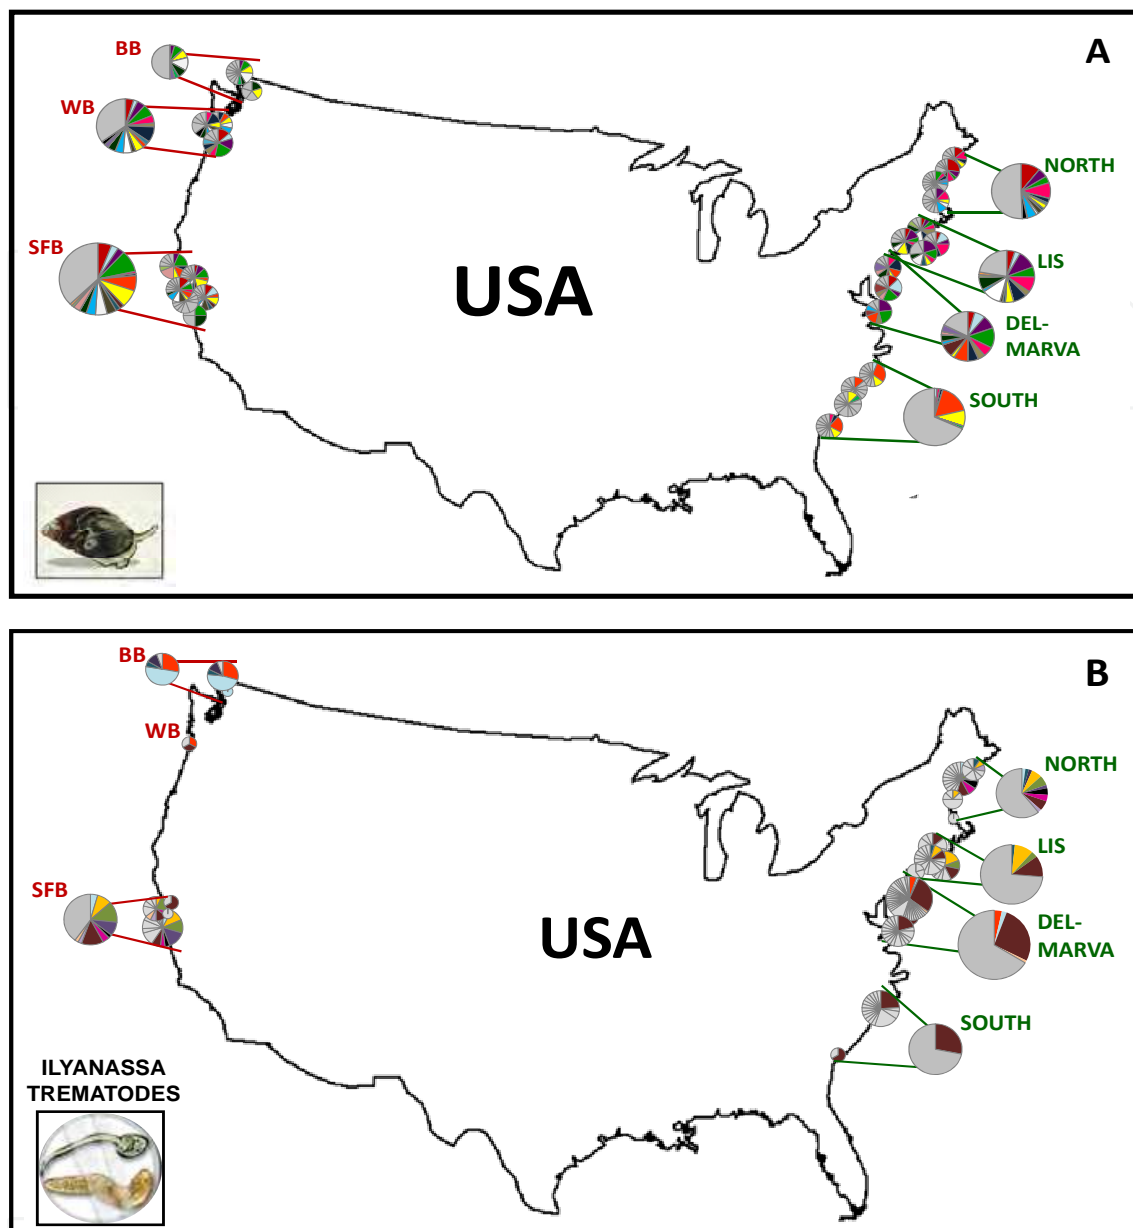 A
BB
WB
NORTH
SFB
USA
LIS
DEL-
MARVA
SOUTH
B
BB
WB
NORTH
LIS
SFB
USA
DEL-
MARVA
SOUTH
ILYANASSA
TREMATODES